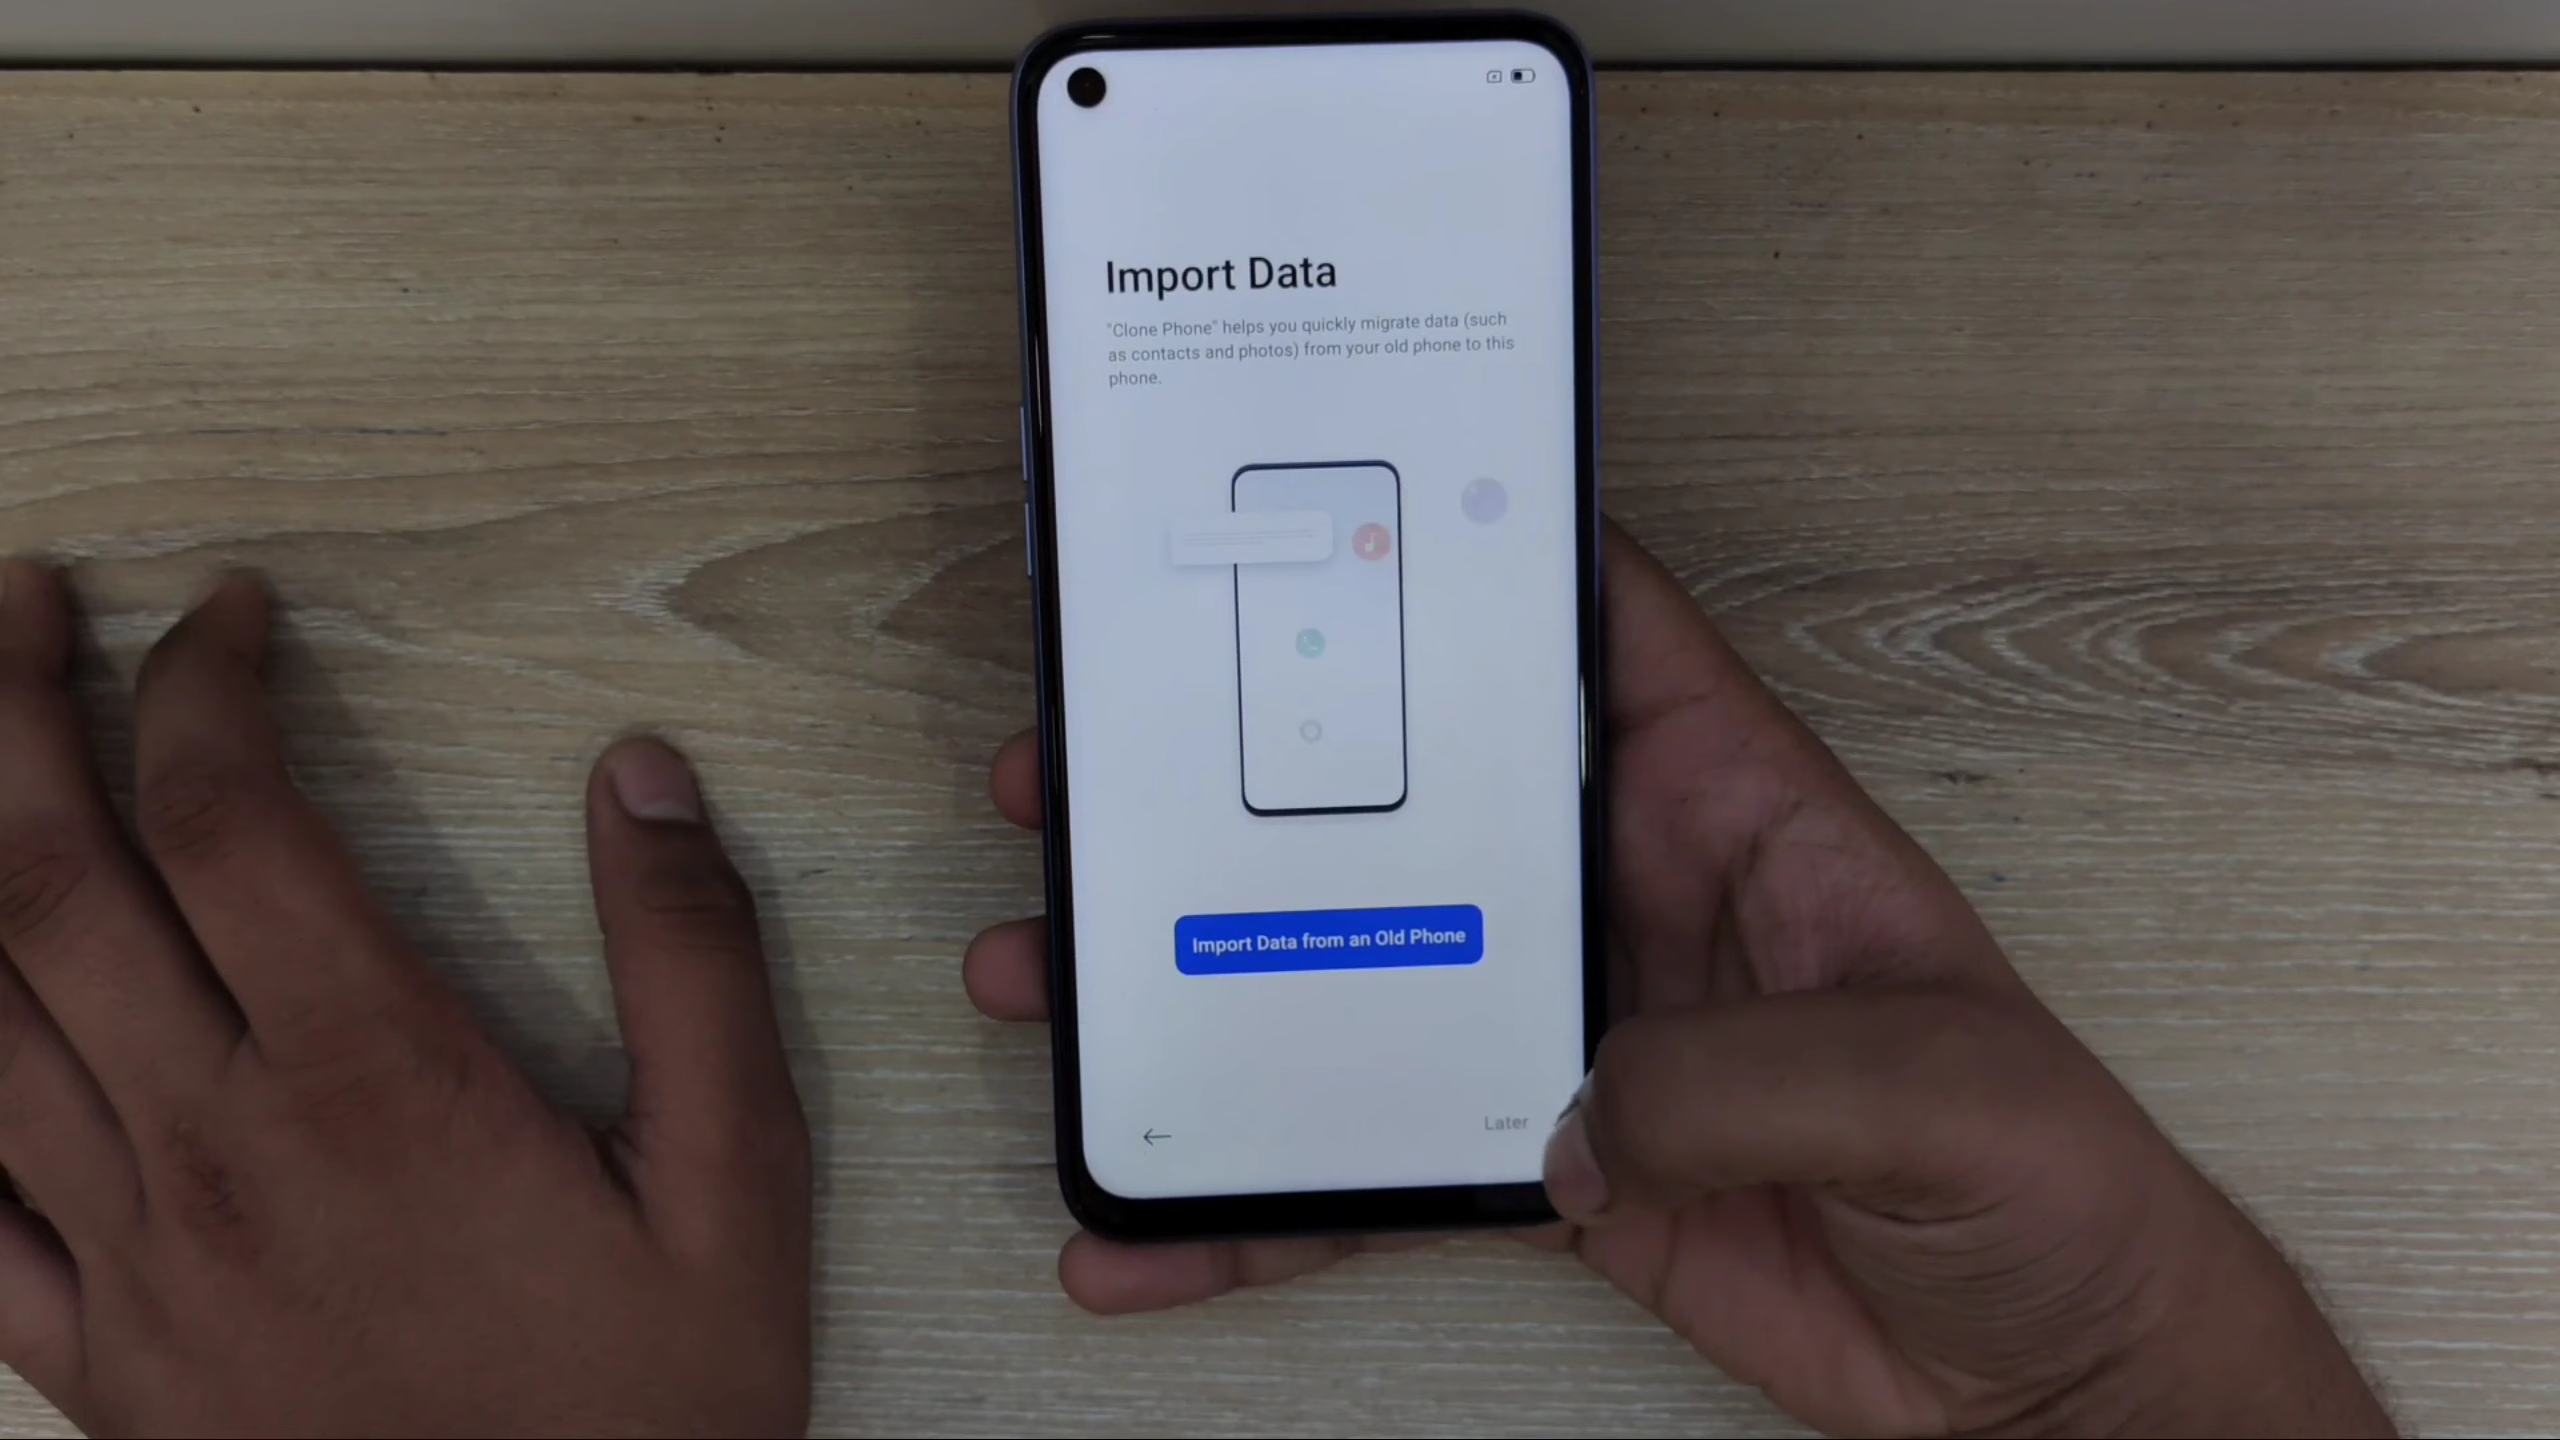 Import Data
"Clone Phone" helps you quickly migrate data (such
as contacts and photos) from your old phone to this
phone.
Import Data from an Old Phone
Later